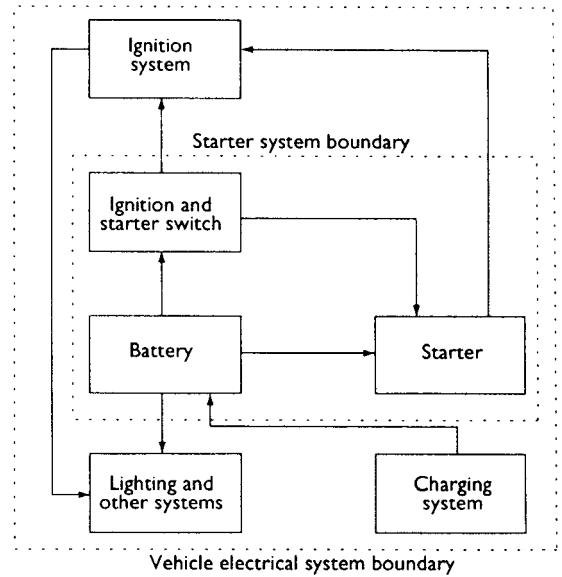 Ignition
system
Starter system boundary
Ignition and
starter switch
Battery
Starter
Lighting and
other systems
Charging
system
Vehicle electrical system boundary